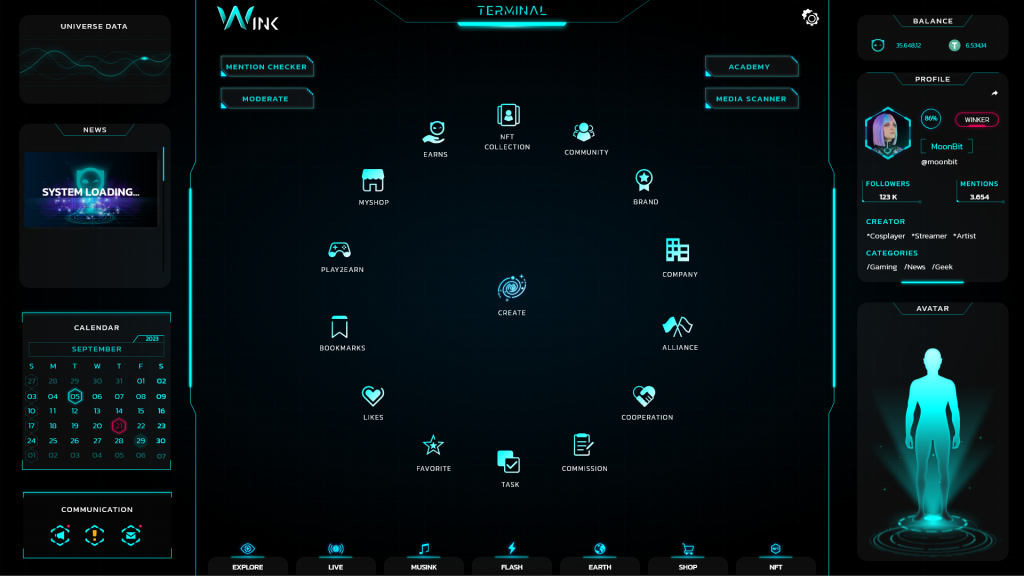 UNIVERSE DATA
NEWS
SYSTEM LOADING...
CALENDAR
2023
SEPTEMBER
S M T W T F S
27 28 29 30 31 01 02
03 04 05 06 07 08 09
10 11 12 13 14 15 16
17 18 19 20 21 22 23
24 25 26 27 28 29 30
01 02 03 04 05 06 07
COMMUNICATION
WINK
TERMINAL
MENTION CHECKER
MODERATE
ACADEMY
MEDIA SCANNER
EARNS
NFT
COLLECTION
COMMUNITY
MYSHOP
BRAND
PLAY2EARN
COMPANY
CREATE
BOOKMARKS
ALLIANCE
LIKES
COOPERATION
FAVORITE
TASK
COMMISSION
EXPLORE
LIVE
MUSINK
FLASH
EARTH
SHOP
NFT
BALANCE
35.648,12
6.534,14
PROFILE
86%
WINKER
MoonBit
@moonbit
FOLLOWERS
123 K
MENTIONS
3.654
CREATOR
*Cosplayer *Streamer *Artist
CATEGORIES
/Gaming /News /Geek
AVATAR